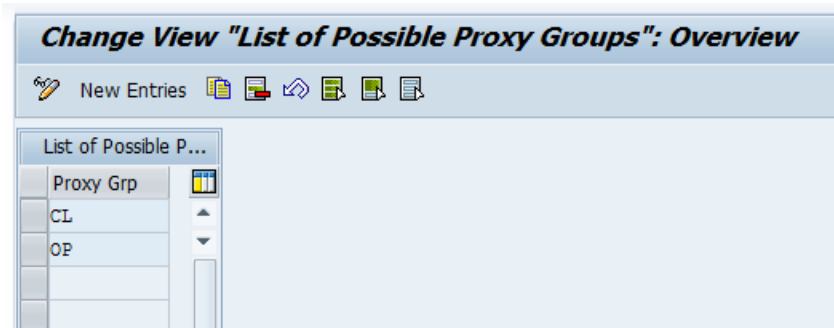 Change View "List of Possible Proxy Groups": Overview
New Entries
List of Possible P...
Proxy Grp
CL
OP